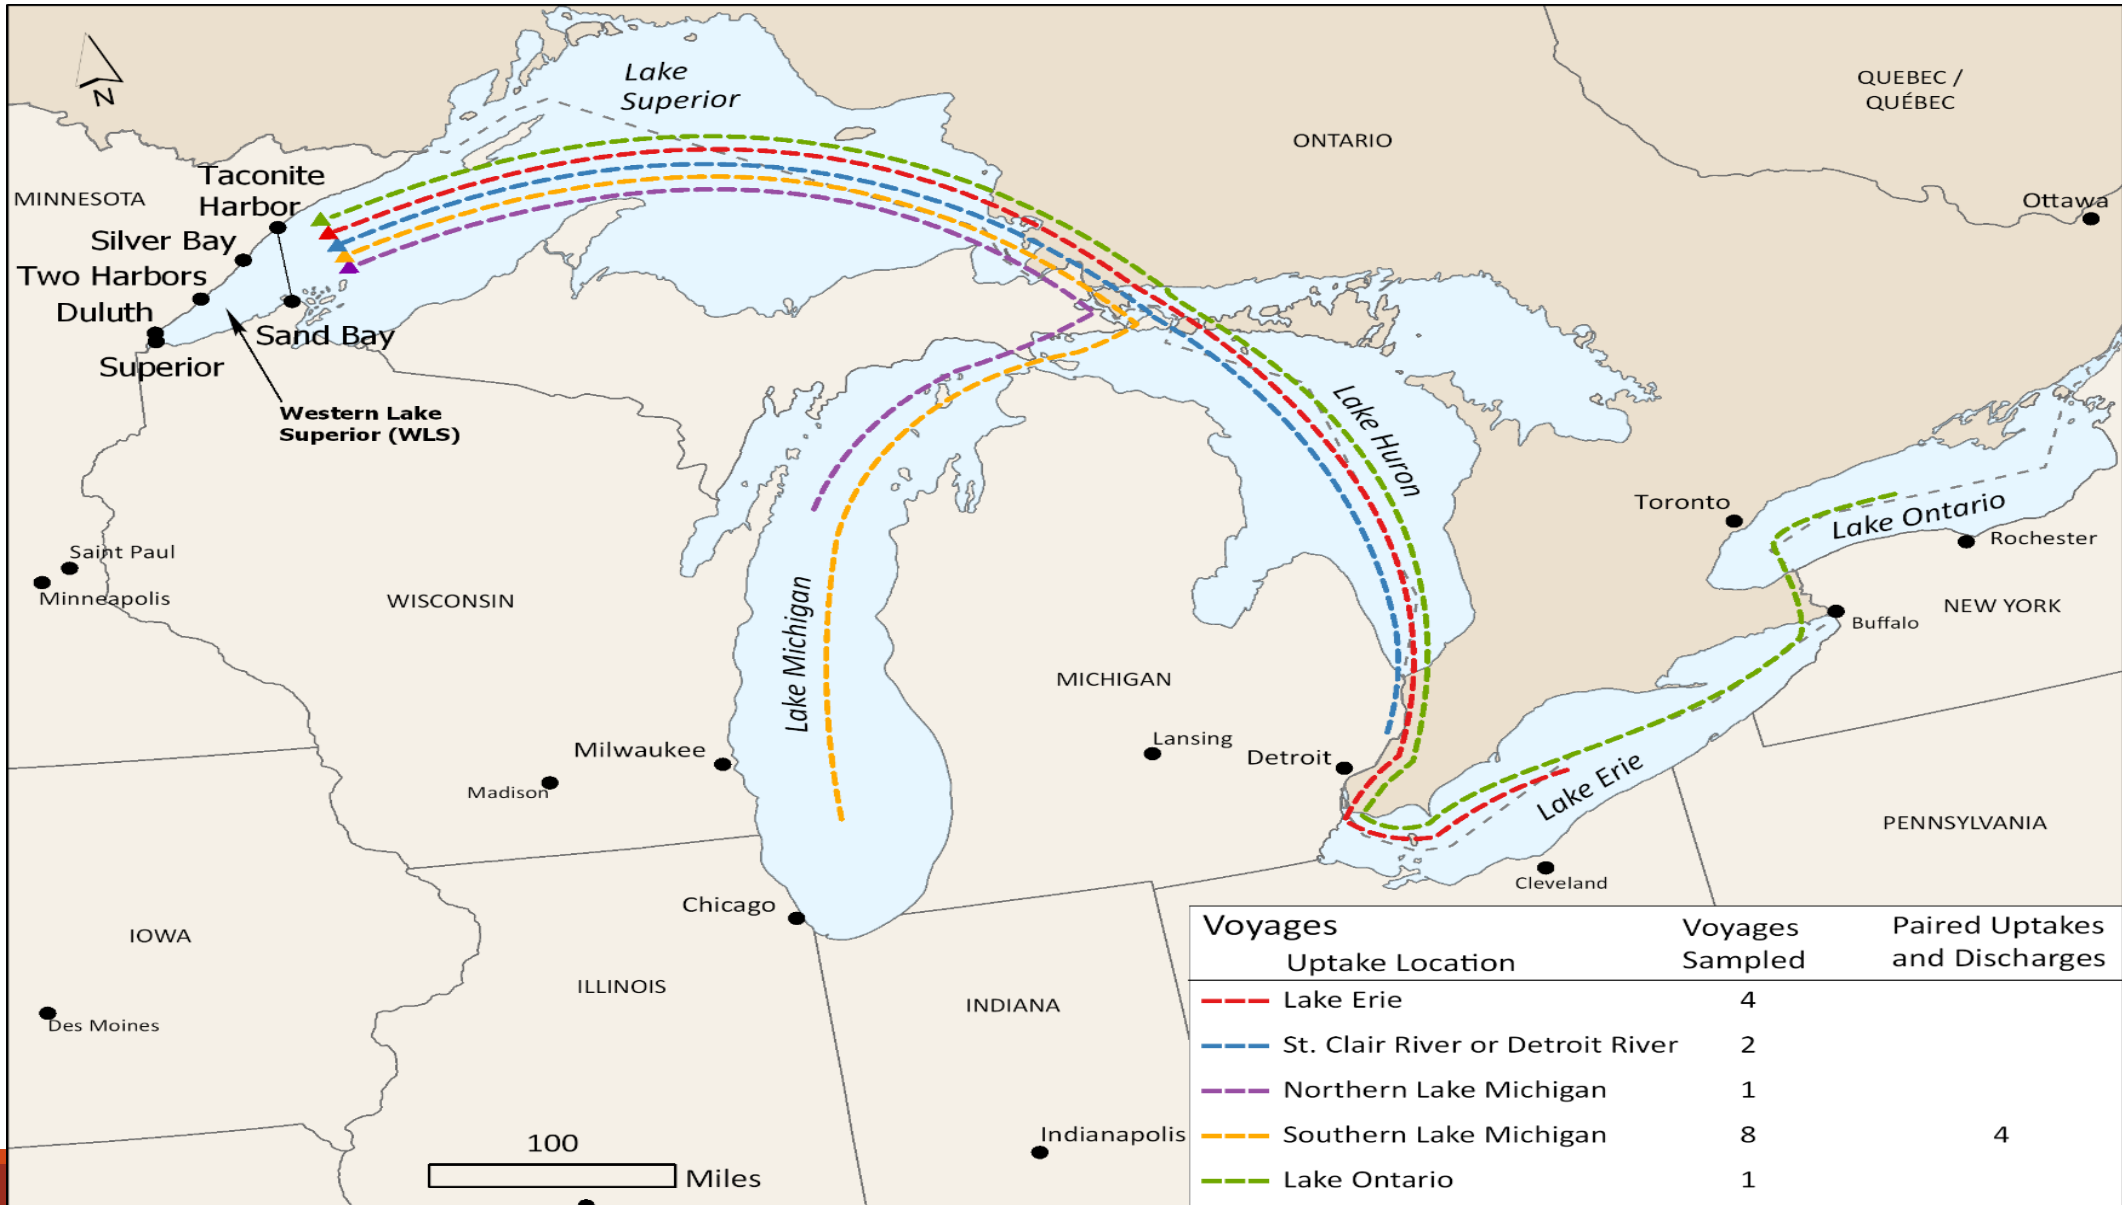 Lake
Superior
QUEBEC /
QUÉBEC
ONTARIO
N
Taconite
Harbor
MINNESOTA
Ottawa
Silver Bay
Two Harbors
Duluth
Sand Bay
Superior
Western Lake
Superior (WLS)
Lake Huron
Toronto
Lake Ontario
Rochester
Saint Paul
Minneapolis
WISCONSIN
NEW YORK
Buffalo
Lake Michigan
MICHIGAN
Milwaukee
Lansing
Detroit
Madison
Lake Erie
PENNSYLVANIA
Cleveland
Chicago
IOWA
ILLINOIS
INDIANA
Des Moines
Indianapolis
100
Miles
Voyages Voyages Paired Uptakes
Uptake Location Sampled and Discharges
Lake Erie 4
St. Clair River or Detroit River 2
Northern Lake Michigan 1
Southern Lake Michigan 8 4
Lake Ontario 1